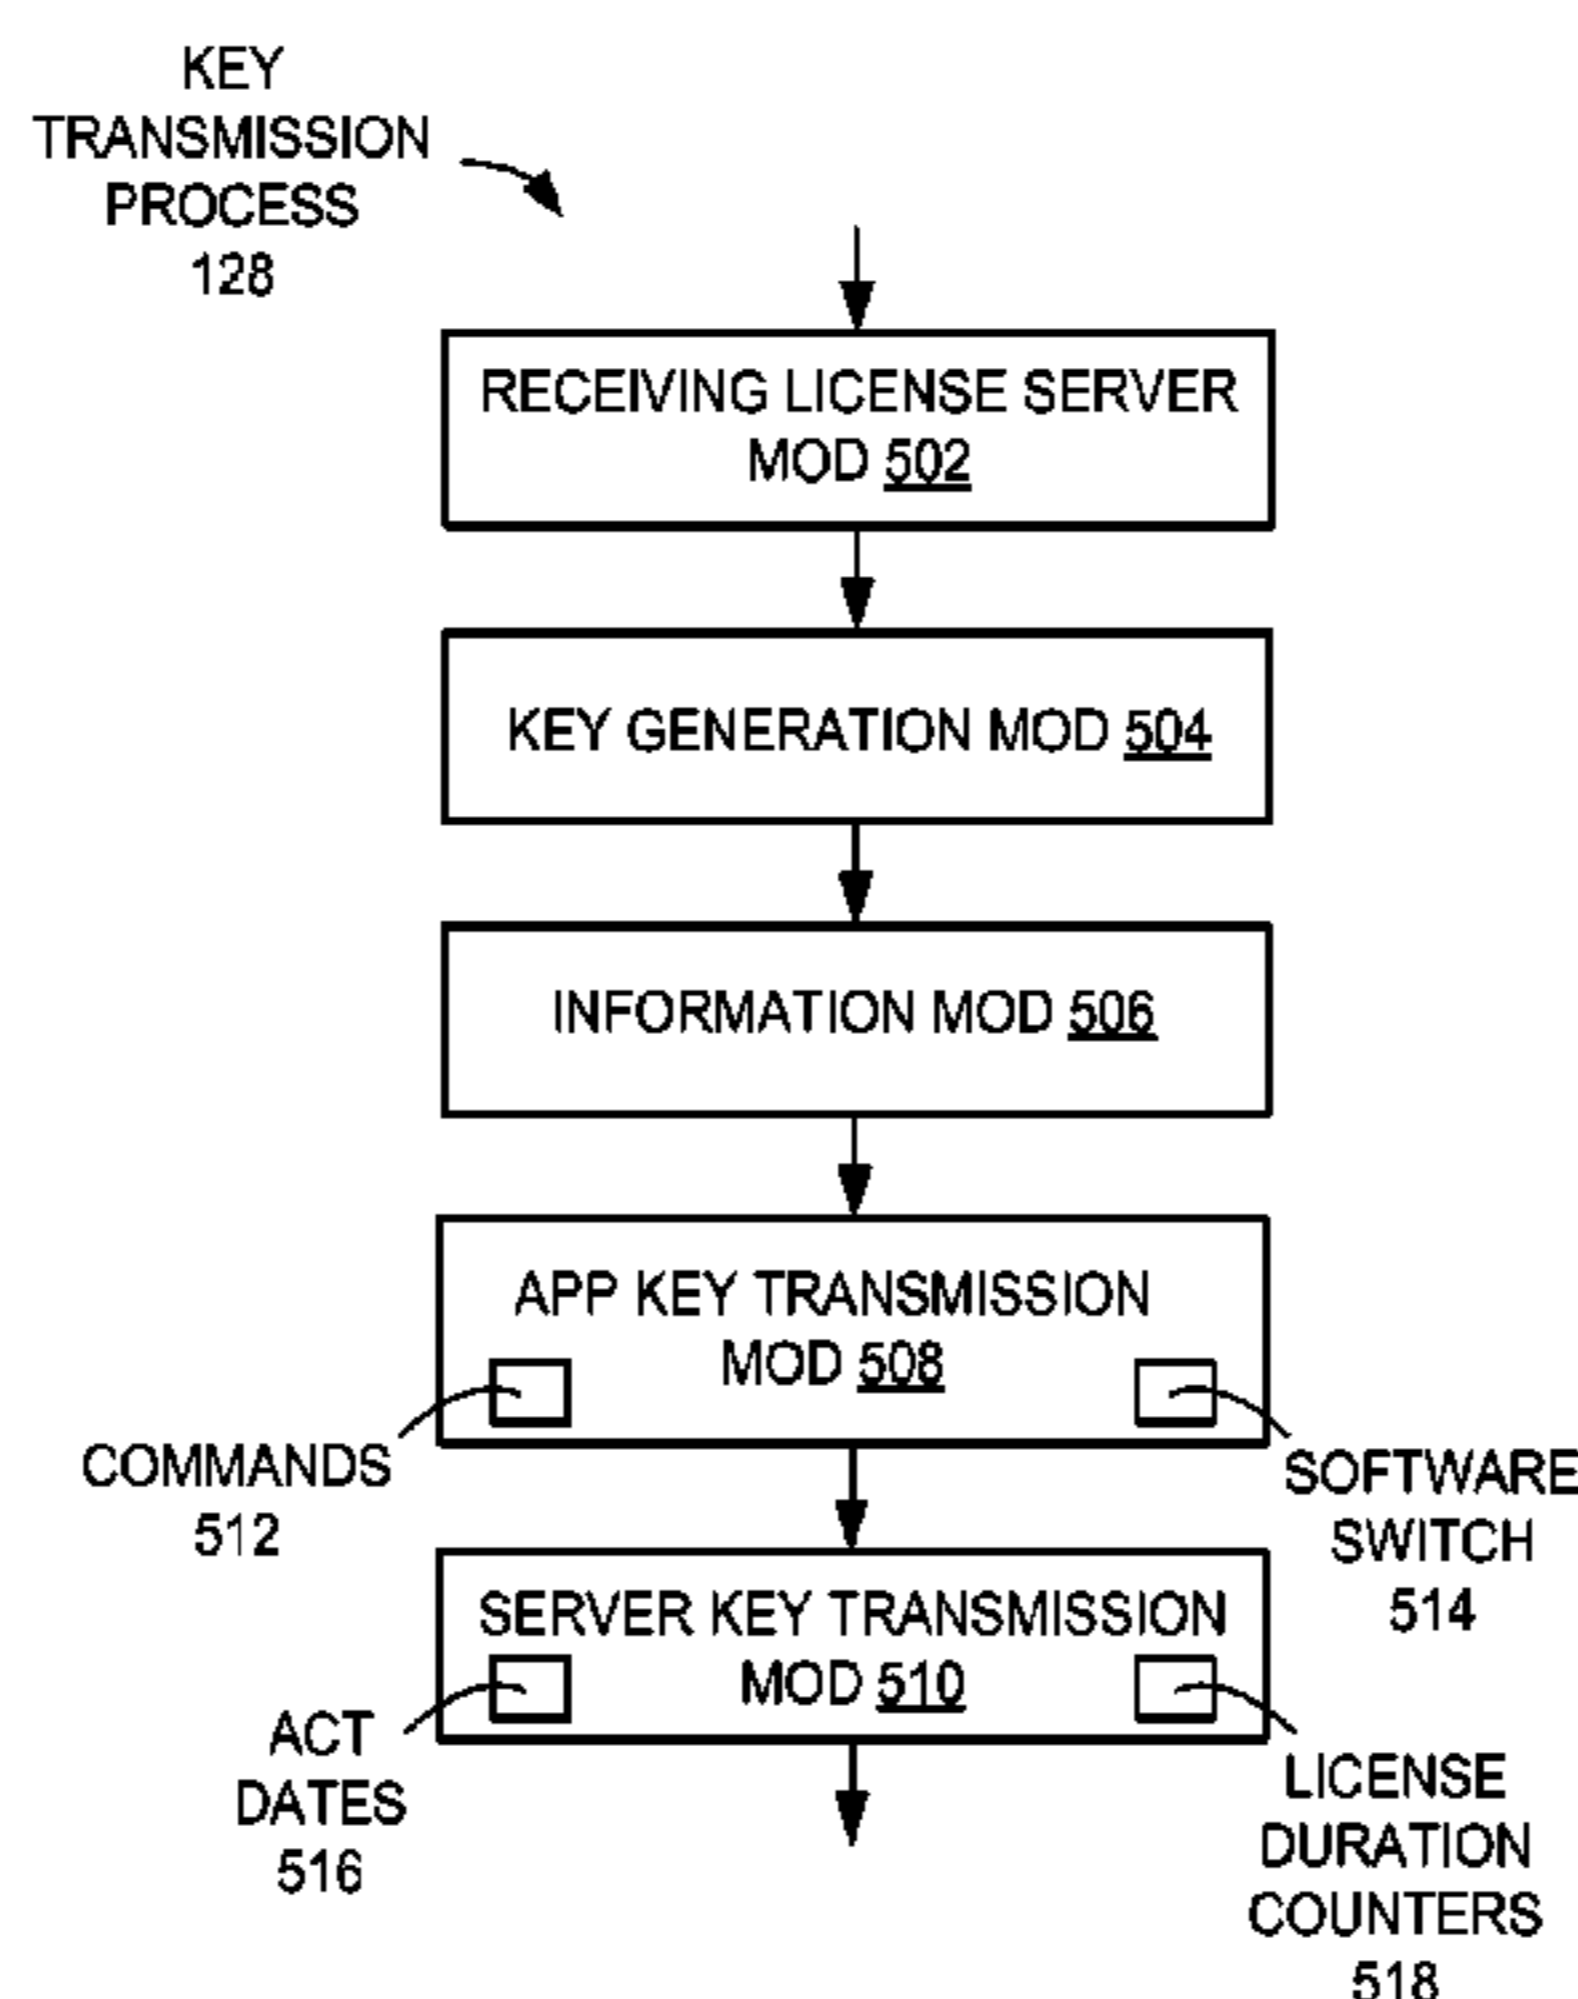 KEY
TRANSMISSION
PROCESS
128
RECEIVING LICENSE SERVER
MOD 502
KEY GENERATION MOD 504
INFORMATION MOD 506
APP KEY TRANSMISSION
MOD 508
COMMANDS
512
SOFTWARE
SWITCH
514
SERVER KEY TRANSMISSION
MOD 510
ACT
DATES
516
LICENSE
DURATION
COUNTERS
518